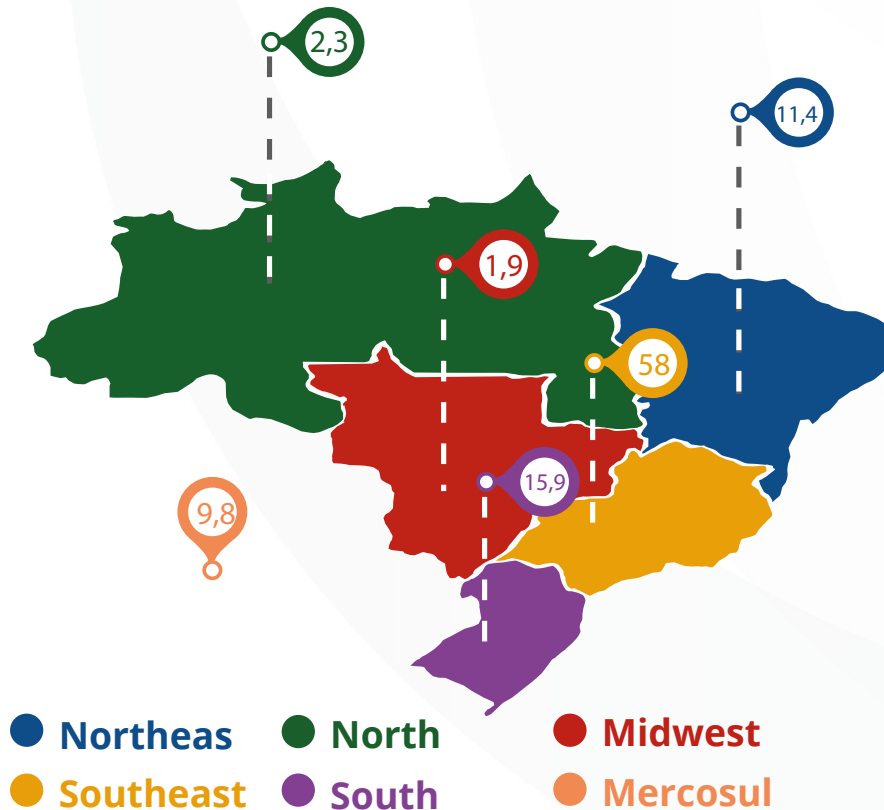 2,3
11,4
1,9
58
15,9
9,8
Northeas
North
Midwest
Southeast
South
Mercosul